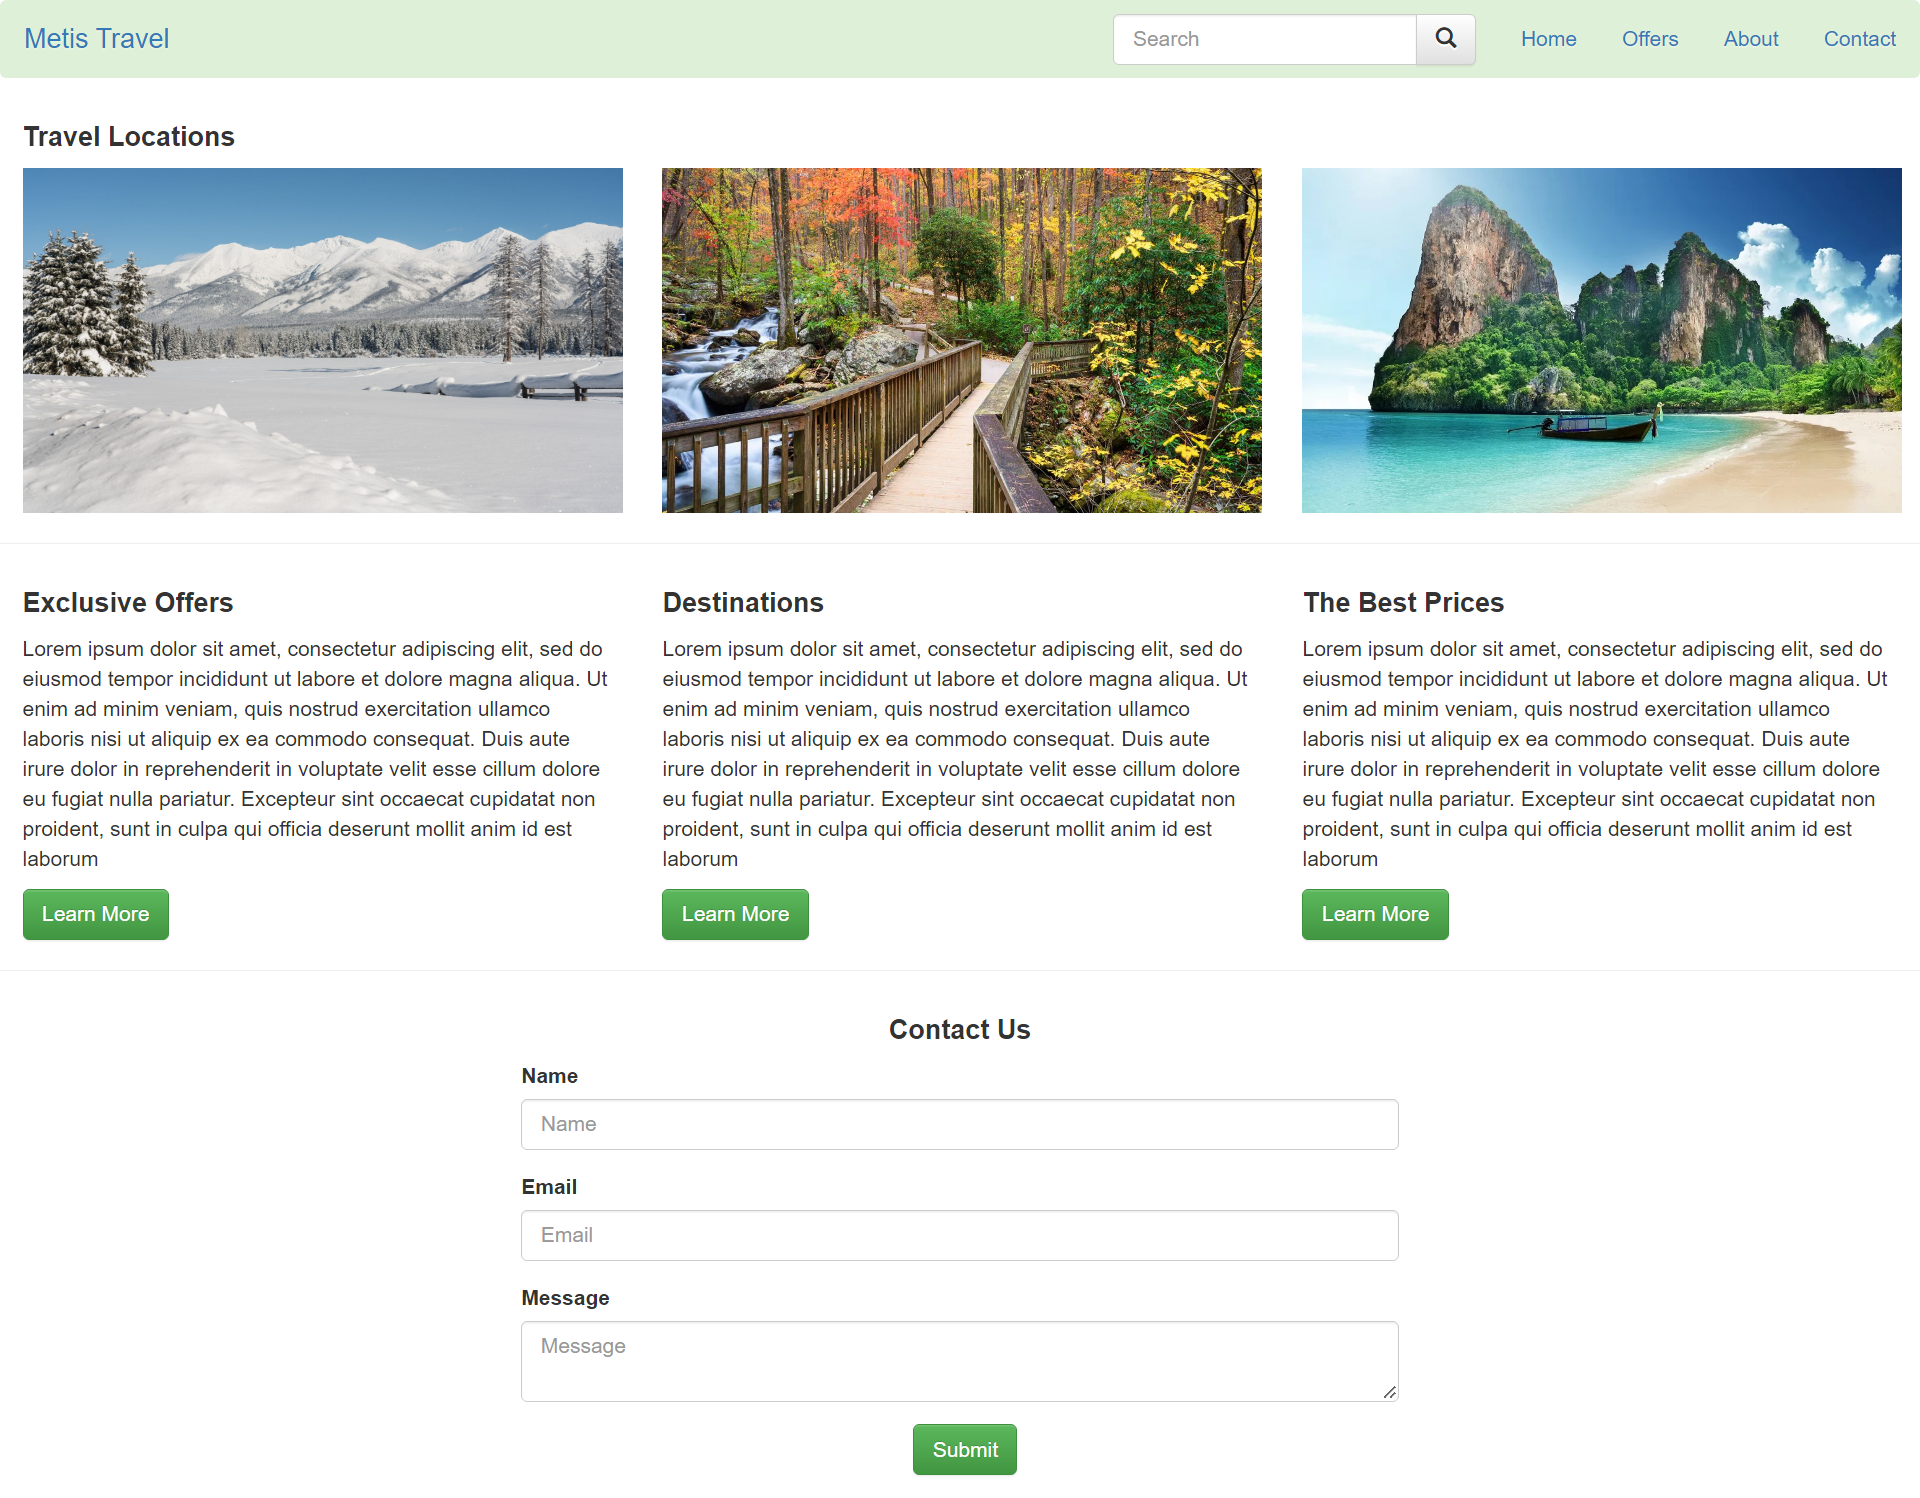 Metis Travel
Search
Home
Offers
About
Contact
Travel Locations
Exclusive Offers
Lorem ipsum dolor sit amet, consectetur adipiscing elit, sed do
eiusmod tempor incididunt ut labore et dolore magna aliqua. Ut
enim ad minim veniam, quis nostrud exercitation ullamco
laboris nisi ut aliquip ex ea commodo consequat. Duis aute
irure dolor in reprehenderit in voluptate velit esse cillum dolore
eu fugiat nulla pariatur. Excepteur sint occaecat cupidatat non
proident, sunt in culpa qui officia deserunt mollit anim id est
laborum
Learn More
Destinations
Lorem ipsum dolor sit amet, consectetur adipiscing elit, sed do
eiusmod tempor incididunt ut labore et dolore magna aliqua. Ut
enim ad minim veniam, quis nostrud exercitation ullamco
laboris nisi ut aliquip ex ea commodo consequat. Duis aute
irure dolor in reprehenderit in voluptate velit esse cillum dolore
eu fugiat nulla pariatur. Excepteur sint occaecat cupidatat non
proident, sunt in culpa qui officia deserunt mollit anim id est
laborum
Learn More
The Best Prices
Lorem ipsum dolor sit amet, consectetur adipiscing elit, sed do
eiusmod tempor incididunt ut labore et dolore magna aliqua. Ut
enim ad minim veniam, quis nostrud exercitation ullamco
laboris nisi ut aliquip ex ea commodo consequat. Duis aute
irure dolor in reprehenderit in voluptate velit esse cillum dolore
eu fugiat nulla pariatur. Excepteur sint occaecat cupidatat non
proident, sunt in culpa qui officia deserunt mollit anim id est
laborum
Learn More
Contact Us
Name
Name
Email
Email
Message
Message
Submit